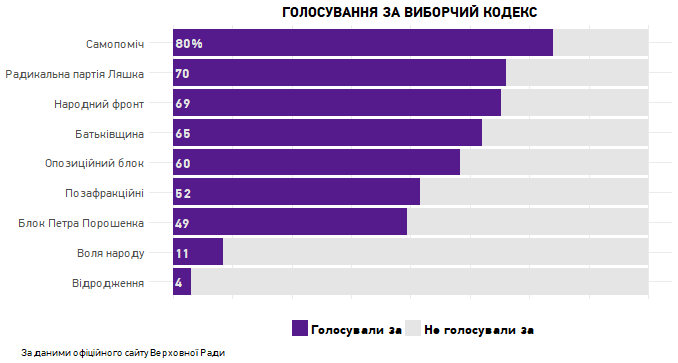 ГОЛОСУВАННЯ ЗА ВИБОРЧИЙ КОДЕКС
Самопоміч 80%
Радикальна партія Ляшка 70
Народний фронт 69
Батьківщина 65
Опозиційний блок 60
Позафракційні 52
Блок Петра Порошенка 49
Воля народу 11
Відродження 4
Голосували за Не голосували за
За даними офіційного сайту Верховної Ради